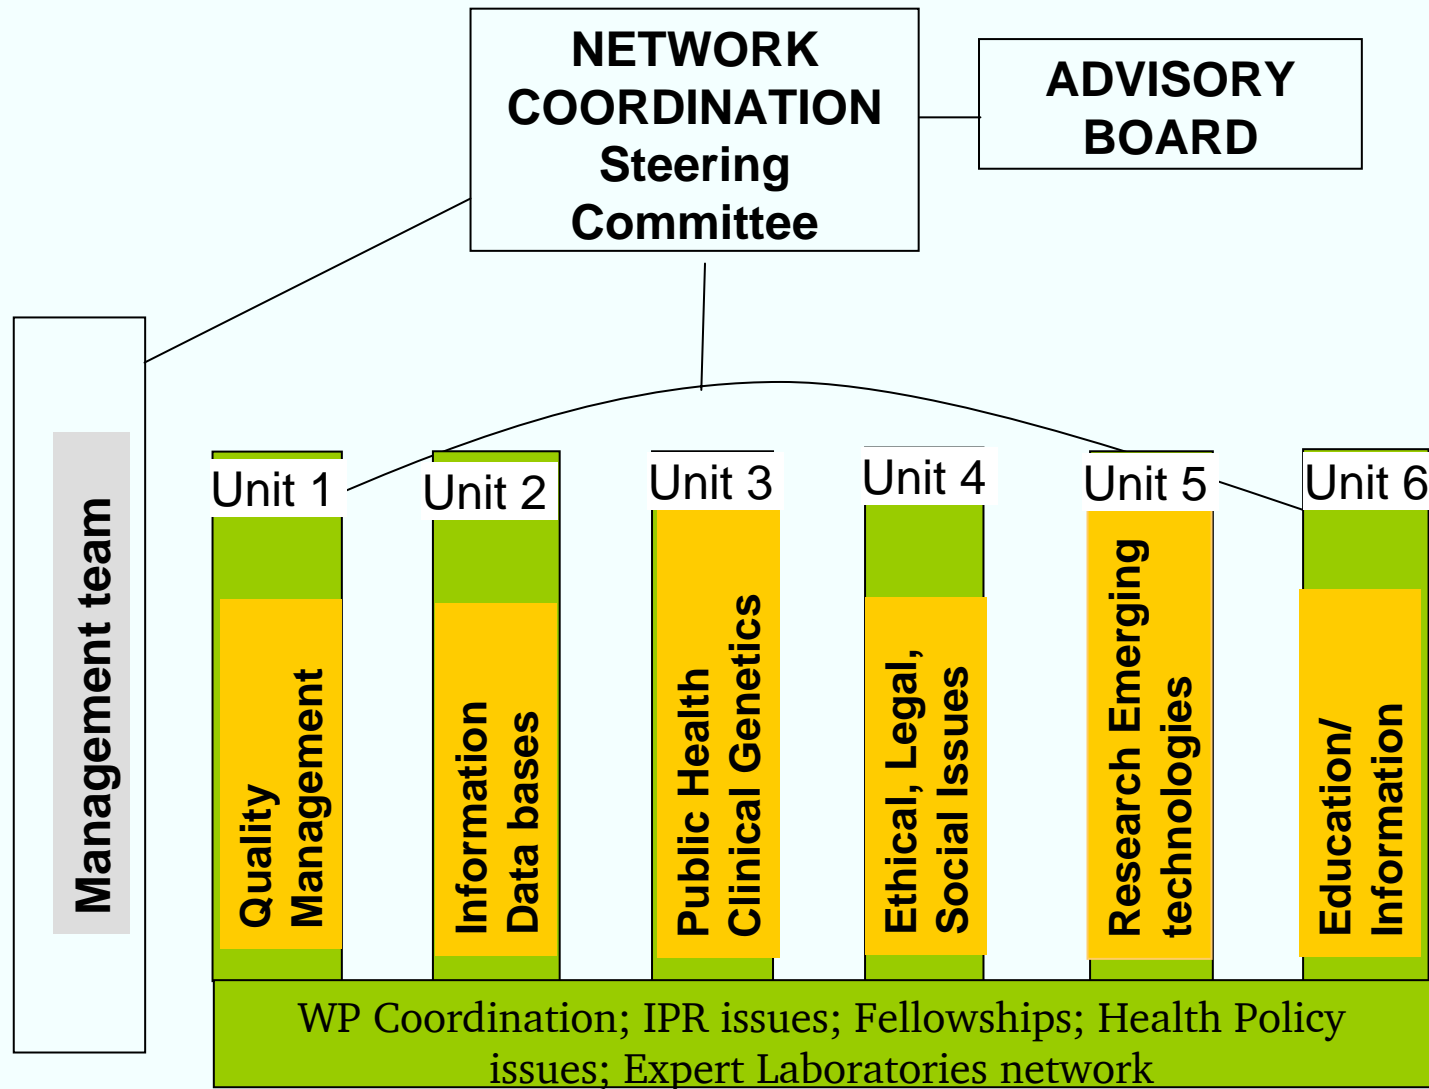 NETWORK
COORDINATION
Steering
Committee
ADVISORY
BOARD
Management team
Unit 1
Unit 2
Unit 3
Unit 4
Unit 5
Unit 6
Quality
Management
Information
Data bases
Public Health
Clinical Genetics
Ethical, Legal,
Social Issues
Research Emerging
technologies
Education/
Information
WP Coordination; IPR issues; Fellowships; Health Policy
issues; Expert Laboratories network